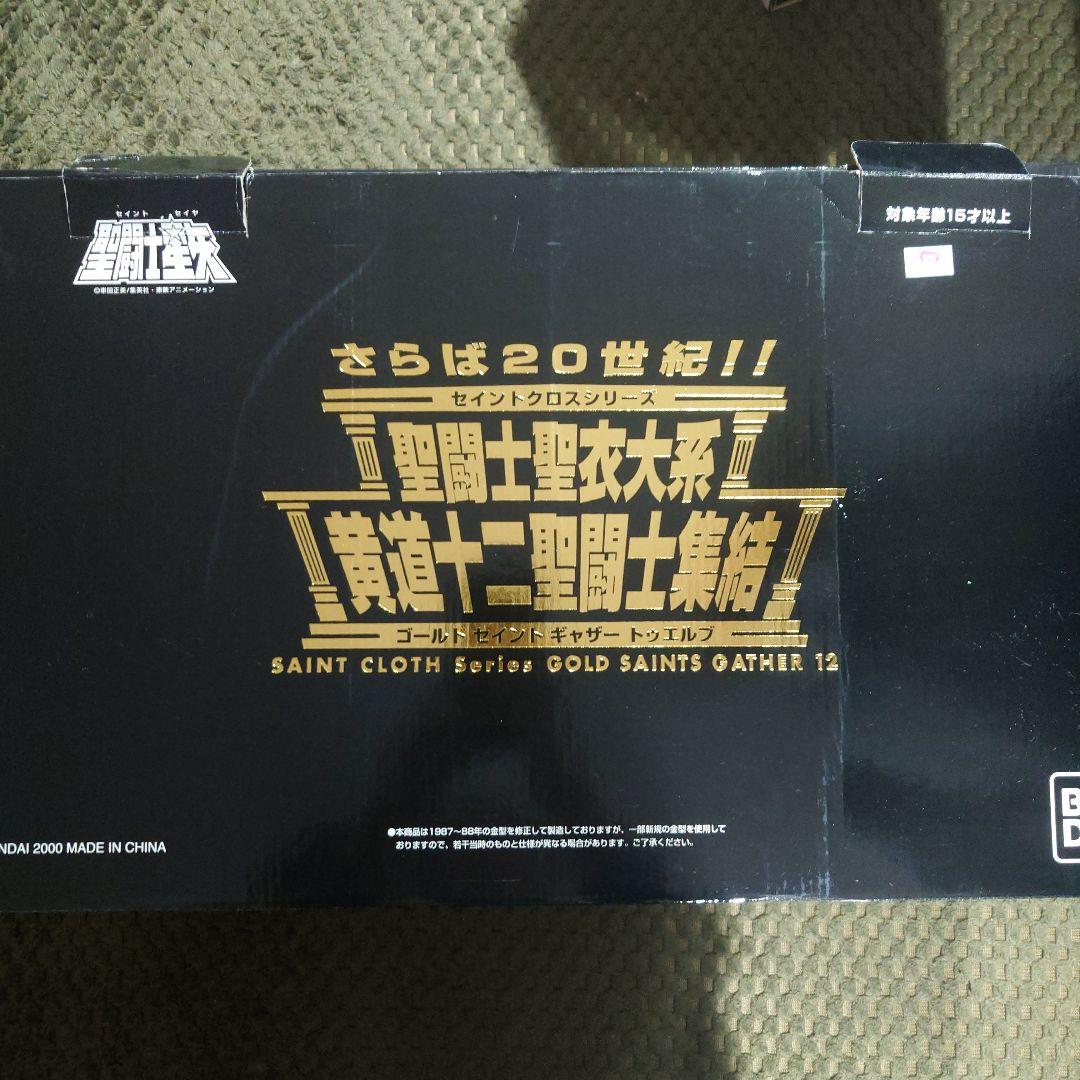 セイント セイヤ
聖闘士星矢
©車田正美/集英社・東映アニメーション
対象年齢15才以上
さらば20世紀!!
セイントクロスシリーズ
聖闘士聖衣大系
黄道十二聖闘士集結
ゴールド セイント ギャザー トゥエルブ
SAINT CLOTH Series GOLD SAINTS GATHER 12
●本商品は1987〜88年の金型を修正して製造しておりますが、一部新規の金型を使用して
おりますので、若干当時のものと仕様が異なる場合があります。ご了承ください。
NDAI 2000 MADE IN CHINA
B
D